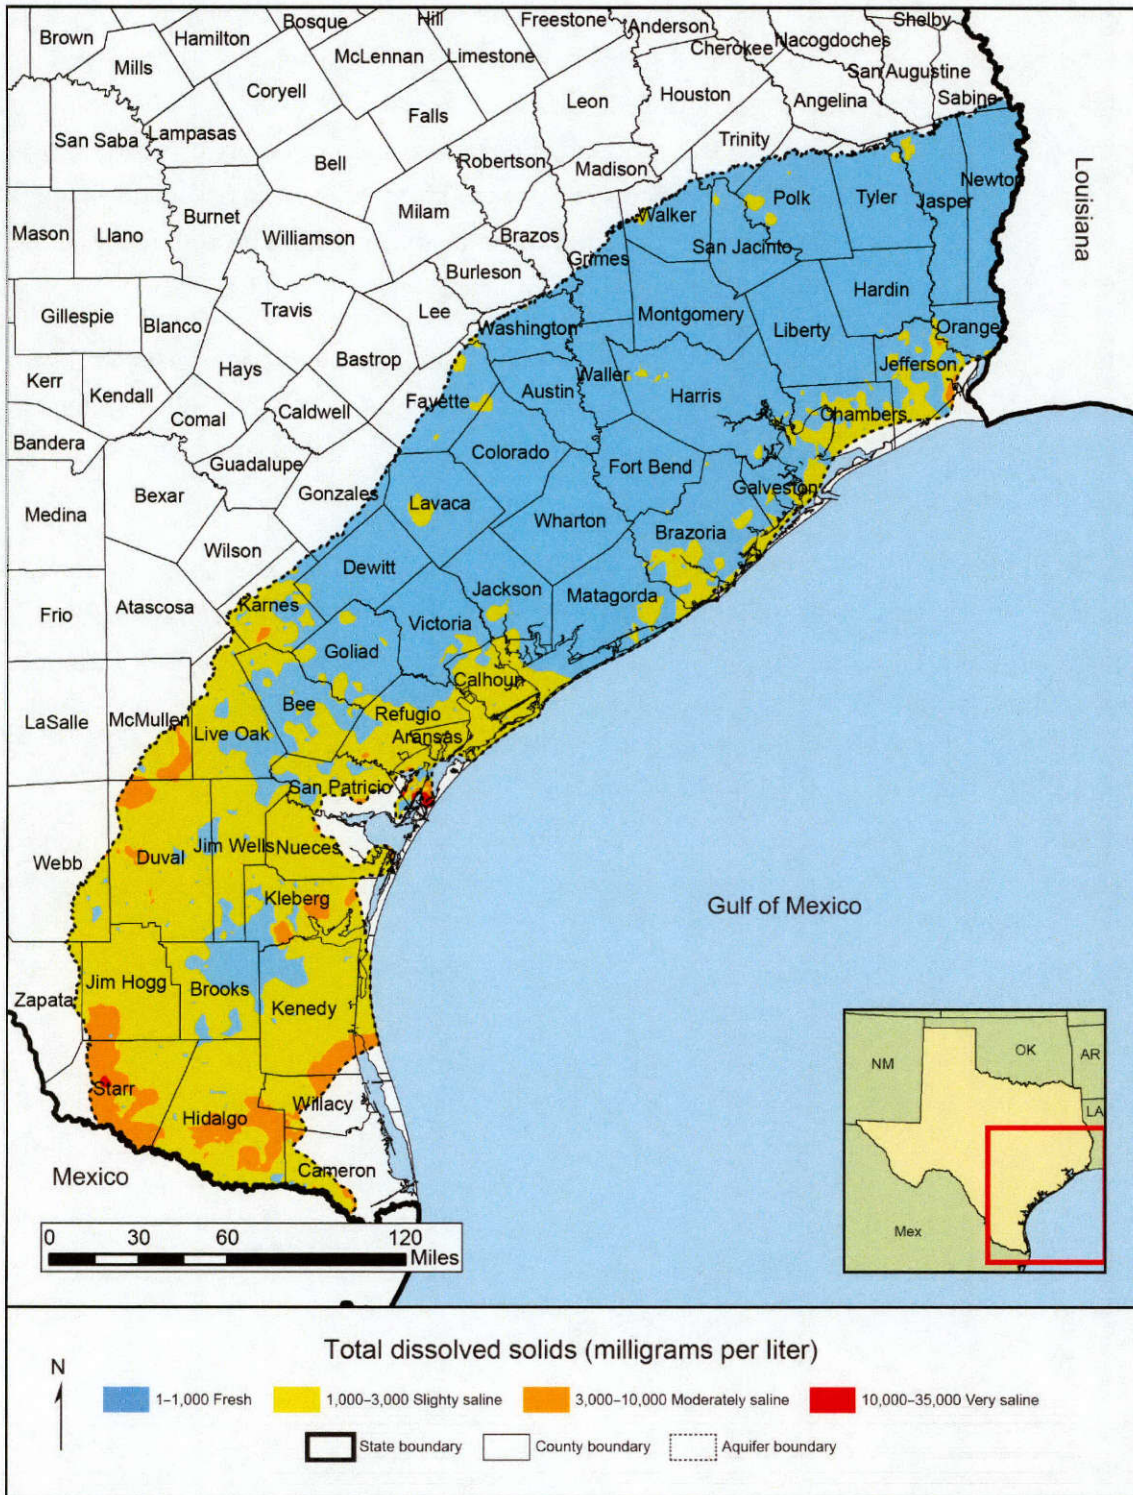 Bosque
Hill
Freestone
Shelby
Brown
Hamilton
McLennan
Limestone
Anderson
Nacogdoches
Cherokee
Mills
Coryell
Leon
Houston
San Augustine
Angelina
Sabine
San Saba
Lampasas
Falls
Trinity
Bell
Robertson
Madison
Louisiana
Burnet
Milam
Walker
Polk
Tyler
Newton
Jasper
Mason
Llano
Williamson
Brazos
San Jacinto
Grimes
Burleson
Travis
Hardin
Gillespie
Blanco
Lee
Montgomery
Liberty
Washington
Orange
Bastrop
Hays
Jefferson
Kerr
Kendall
Waller
Austin
Harris
Fayette
Caldwell
Comal
Chambers
Bandera
Colorado
Guadalupe
Fort Bend
Bexar
Gonzales
Galveston
Medina
Lavaca
Wharton
Brazoria
Wilson
Dewitt
Jackson
Matagorda
Frio
Atascosa
Karnes
Victoria
Goliad
Calhoun
LaSalle
McMullen
Live Oak
Bee
Refugio
Aransas
San Patricio
Webb
Duval
Jim Wells
Nueces
Kleberg
Gulf of Mexico
Zapata
Jim Hogg
Brooks
Kenedy
Starr
Hidalgo
Willacy
Mexico
Cameron
NM
OK
AR
LA
Mex
0 30 60 120
Miles
Total dissolved solids (milligrams per liter)
N
1–1,000 Fresh 1,000–3,000 Slighty saline 3,000–10,000 Moderately saline 10,000–35,000 Very saline
State boundary County boundary Aquifer boundary